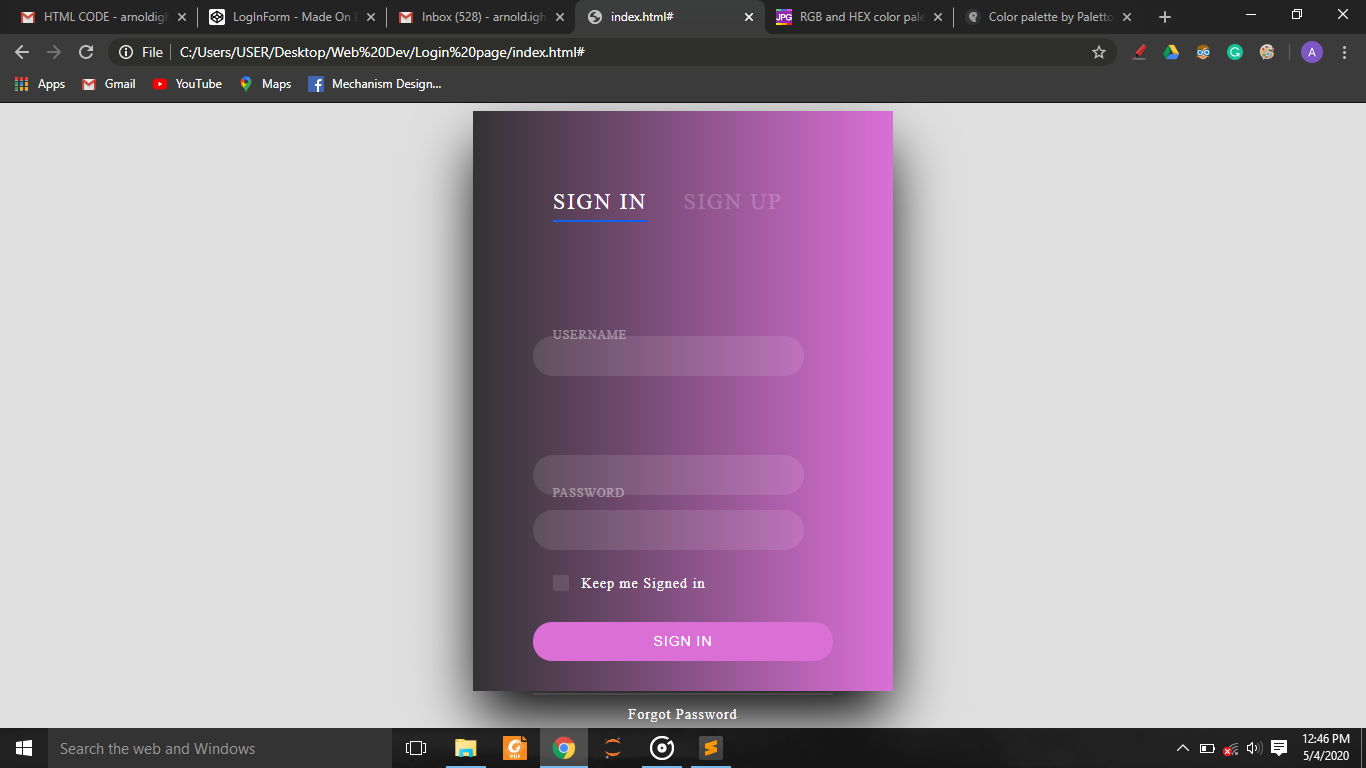 HTML CODE - arnoldigh
LogInForm - Made On
Inbox (528) - arnold.igh
index.html#
JPG
RGB and HEX color pale
Color palette by Paletto
File
C:/Users/USER/Desktop/Web%20Dev/Login%20page/index.html#
A
Apps
Gmail
YouTube
Maps
Mechanism Design...
SIGN IN
SIGN UP
USERNAME
PASSWORD
Keep me Signed in
SIGN IN
Forgot Password
Search the web and Windows
PDF
12:46 PM
5/4/2020